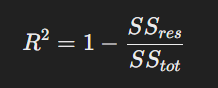 R² = 1 − SS_res / SS_tot